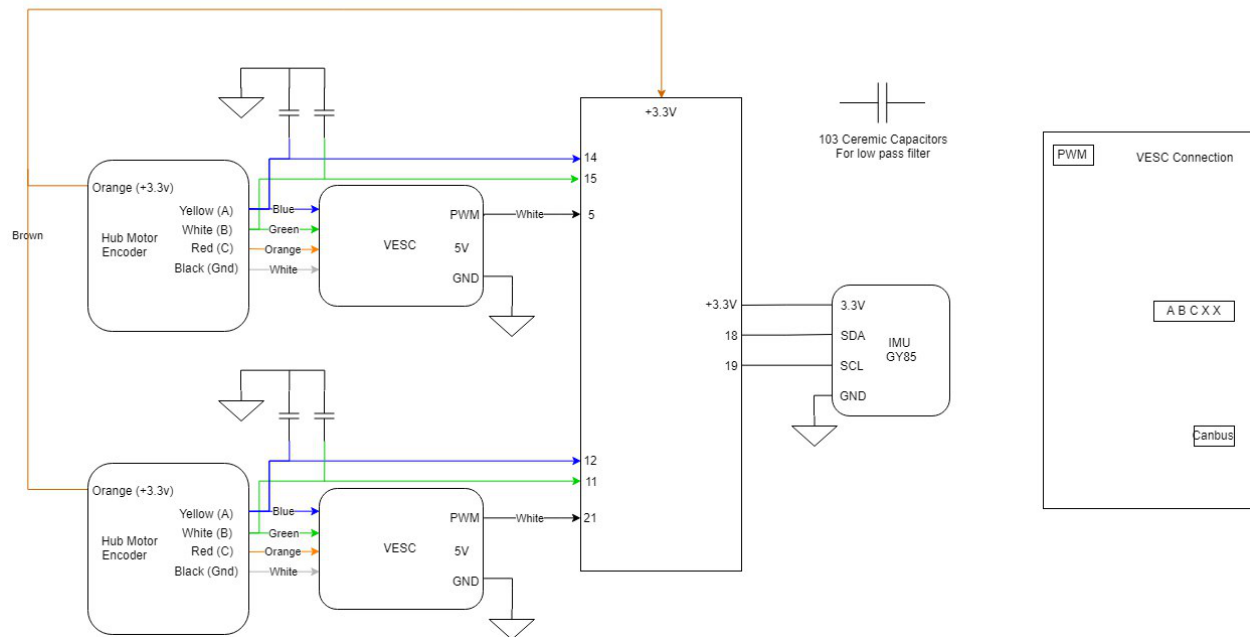 +3.3V
103 Ceremic Capacitors
For low pass filter
PWM
VESC Connection
14
15
5
Orange (+3.3v)
Yellow (A)
White (B)
Red (C)
Black (Gnd)
Hub Motor
Encoder
Blue
Green
Orange
White
PWM
VESC
5V
GND
White
Brown
+3.3V
18
19
3.3V
SDA
SCL
GND
IMU
GY85
A B C X X
Canbus
12
11
21
Orange (+3.3v)
Yellow (A)
White (B)
Red (C)
Black (Gnd)
Hub Motor
Encoder
Blue
Green
Orange
White
PWM
VESC
5V
GND
White